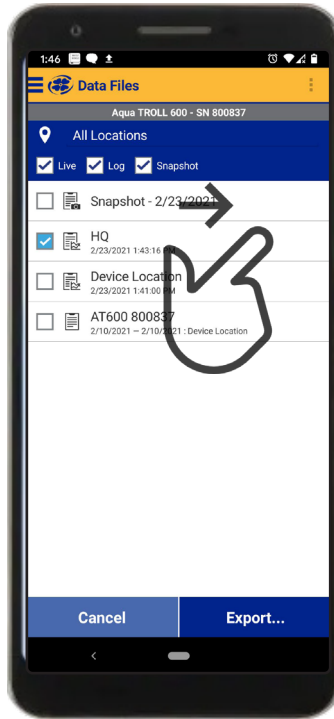 1:46
Data Files
Aqua TROLL 600 - SN 800837
All Locations
Live Log Snapshot
Snapshot - 2/23/2021
HQ
2/23/2021 1:43:16 PM
Device Location
2/23/2021 1:41:00 PM
AT600 800837
2/10/2021 – 2/10/2021 : Device Location
Cancel Export...